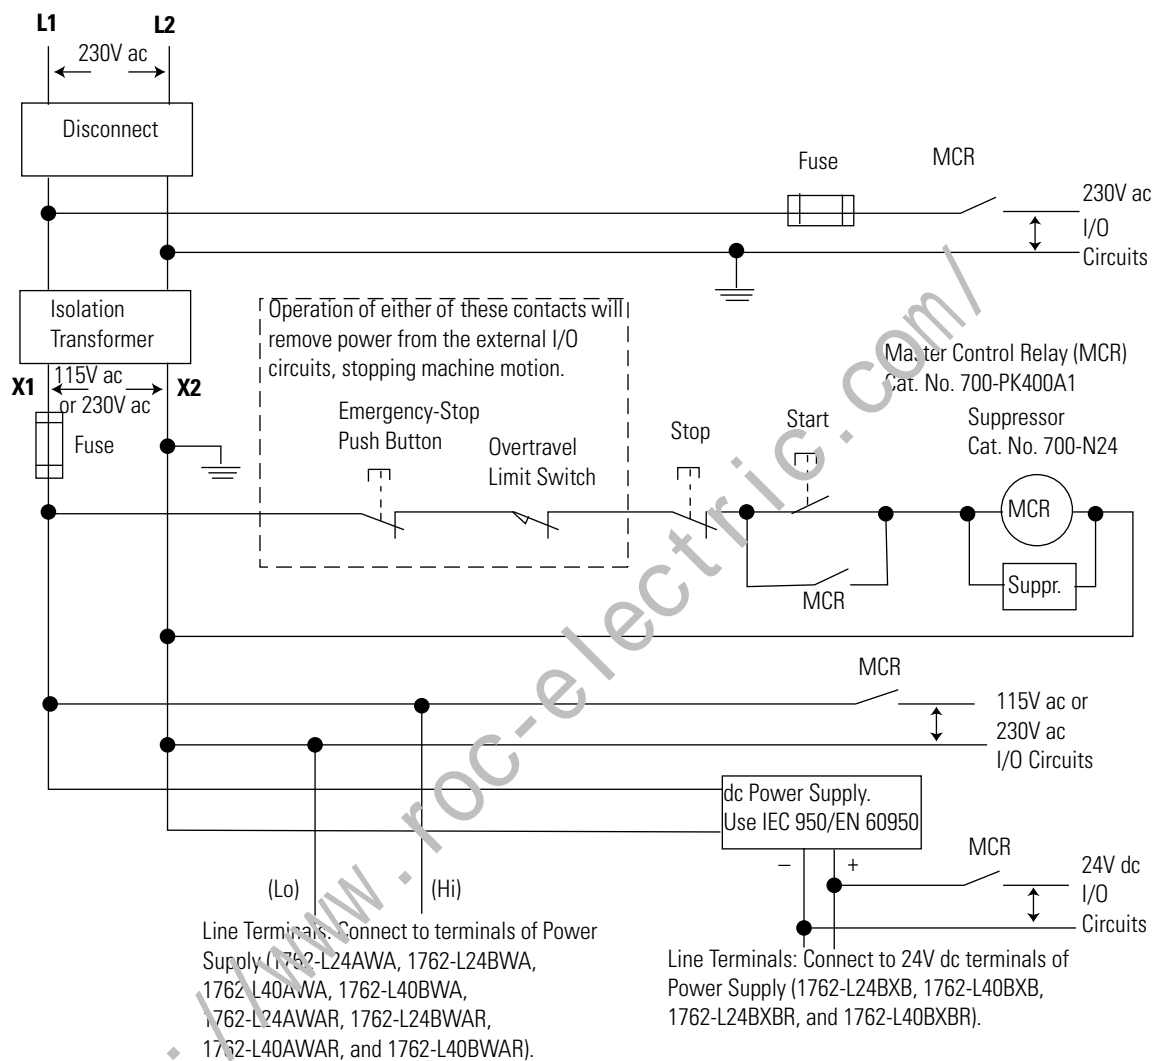 L1
L2
230V ac
Disconnect
Fuse
MCR
230V ac
I/O
Circuits
Isolation
Transformer
Operation of either of these contacts will
remove power from the external I/O
circuits, stopping machine motion.
Master Control Relay (MCR)
Cat. No. 700-PK400A1
X1
115V ac
or 230V ac
X2
Fuse
Emergency-Stop
Push Button
Overtravel
Limit Switch
Stop
Start
Suppressor
Cat. No. 700-N24
MCR
Suppr.
MCR
MCR
115V ac or
230V ac
I/O Circuits
dc Power Supply.
Use IEC 950/EN 60950
– +
MCR
24V dc
I/O
Circuits
(Lo)
(Hi)
Line Terminals: Connect to terminals of Power
Supply (1762-L24AWA, 1762-L24BWA,
1762-L40AWA, 1762-L40BWA,
1762-L24AWAR, 1762-L24BWAR,
1762-L40AWAR, and 1762-L40BWAR).
Line Terminals: Connect to 24V dc terminals of
Power Supply (1762-L24BXB, 1762-L40BXB,
1762-L24BXBR, and 1762-L40BXBR).
://www.roc-electric.com/